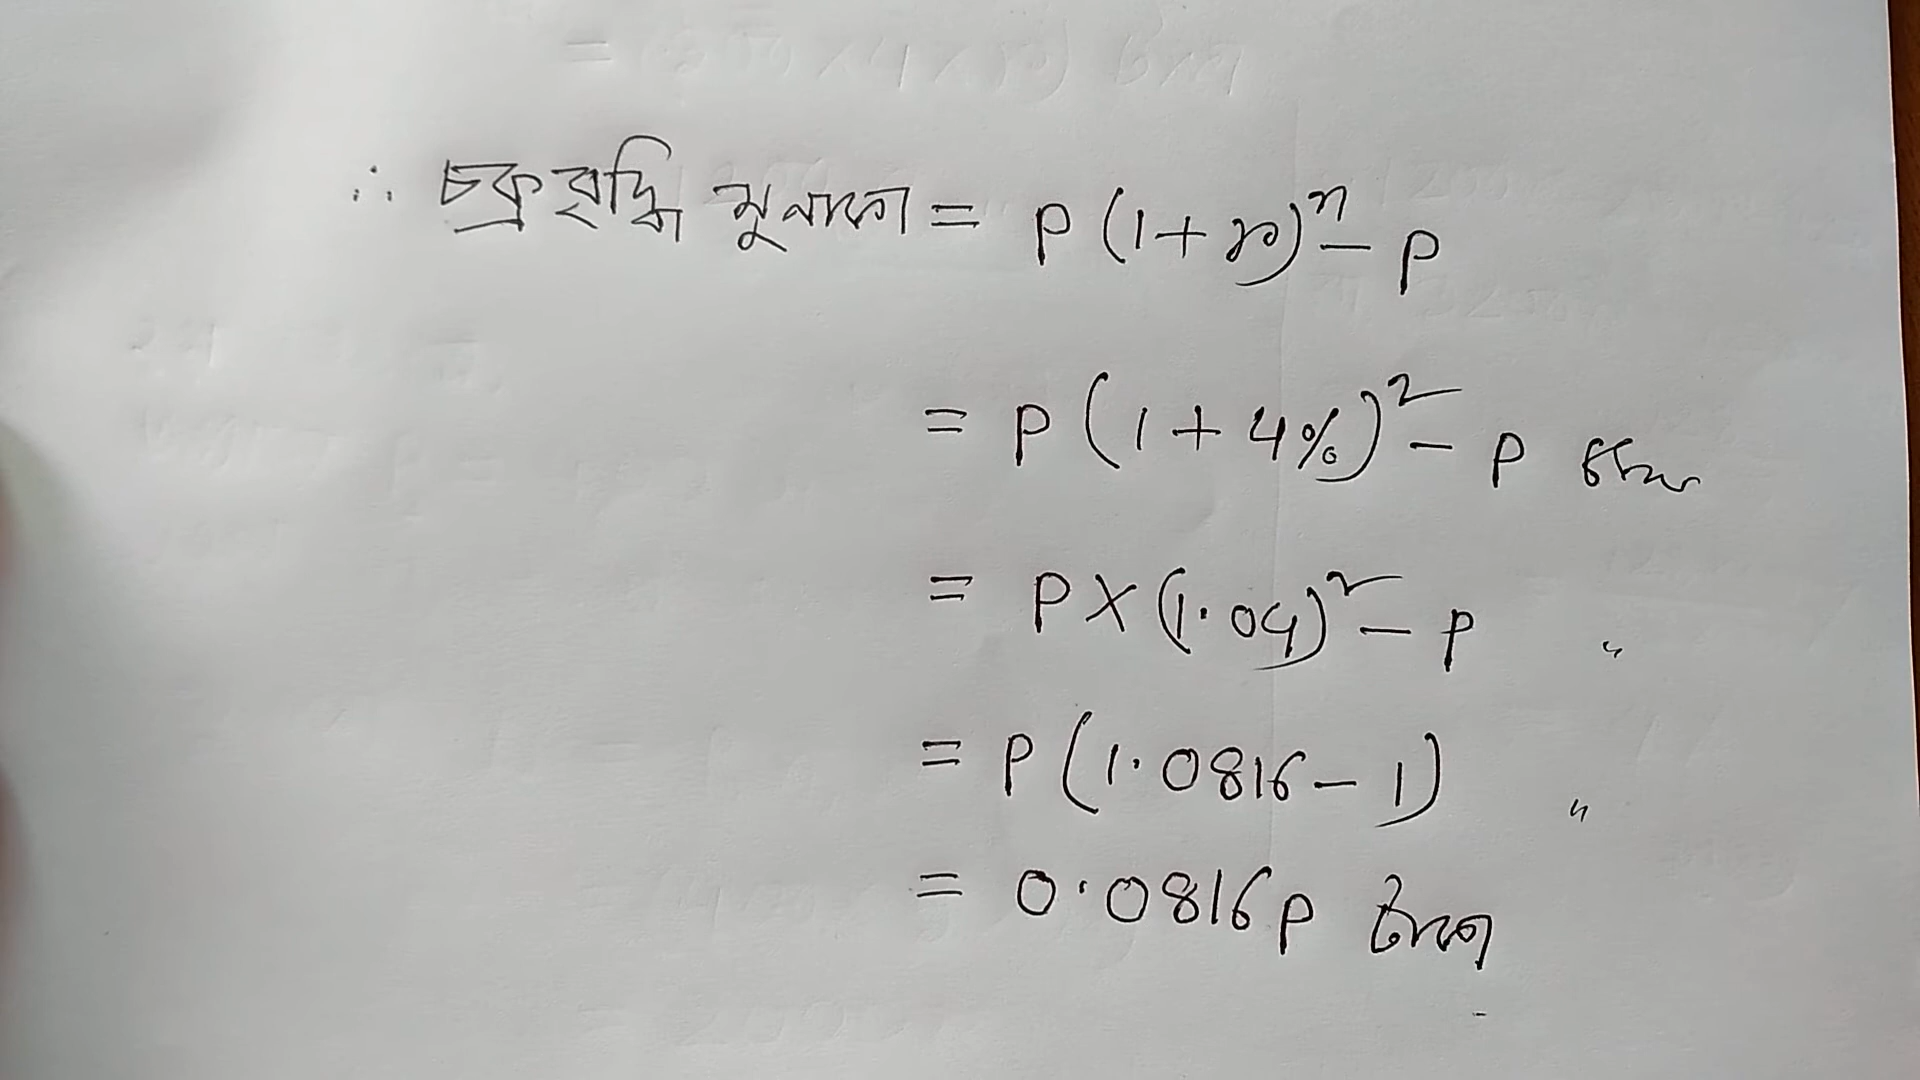 ∴ চক্রবৃদ্ধি মুনাফা = P(1+r)ⁿ - P
= P(1+4%)² - P টাকা
= P×(1.04)² - P "
= P(1.0816-1) "
= 0.0816P টাকা